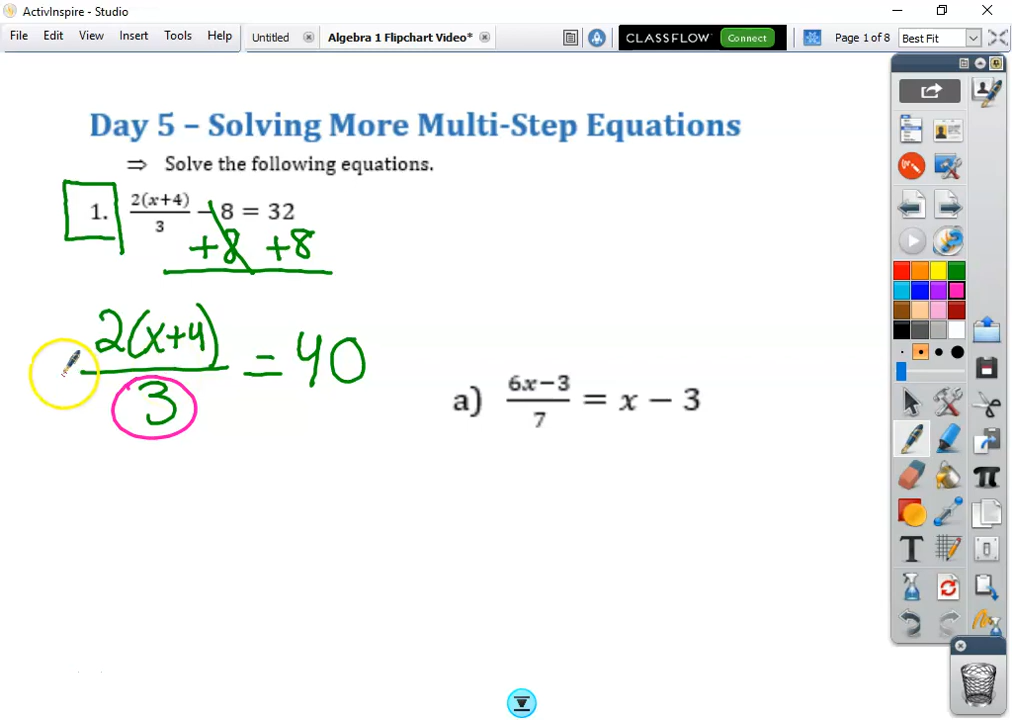 ActivInspire - Studio
File Edit View Insert Tools Help Untitled Algebra 1 Flipchart Video* CLASSFLOW Connect Page 1 of 8 Best Fit
Day 5 – Solving More Multi-Step Equations
⇒ Solve the following equations.
1. 2(x+4)/3 − 8 = 32
+8 +8
2(x+4)/3 = 40
a) 6x−3/7 = x − 3
T π